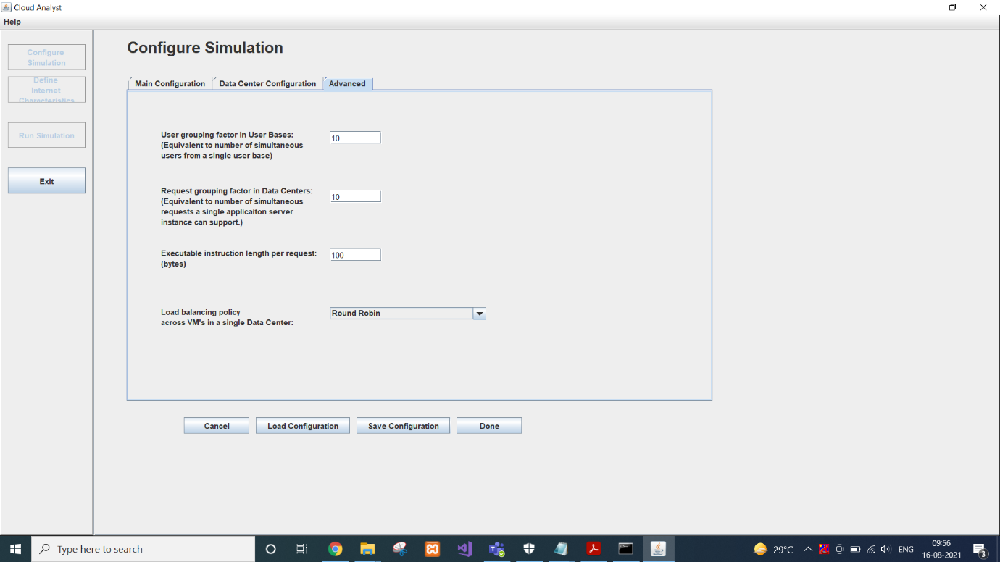 Cloud Analyst
Help
Configure
Simulation
Define
Internet
Characteristics
Run Simulation
Exit
Configure Simulation
Main Configuration
Data Center Configuration
Advanced
User grouping factor in User Bases:
(Equivalent to number of simultaneous
users from a single user base)
10
Request grouping factor in Data Centers:
(Equivalent to number of simultaneous
requests a single applicaiton server
instance can support.)
10
Executable instruction length per request:
(bytes)
100
Load balancing policy
across VM's in a single Data Center:
Round Robin
Cancel
Load Configuration
Save Configuration
Done
Type here to search
29°C
ENG
09:56
16-08-2021
3